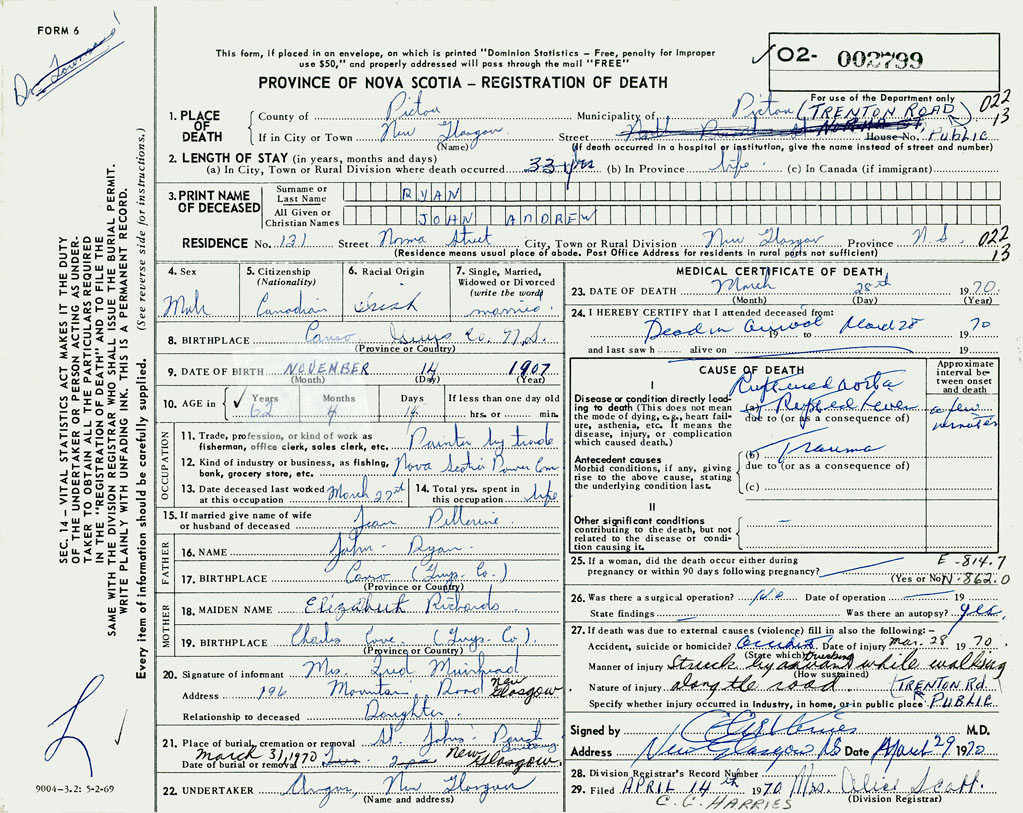 FORM 6
This form, if placed in an envelope, on which is printed "Dominion Statistics – Free, penalty for improper
use $50," and properly addressed will pass through the mail "FREE"
PROVINCE OF NOVA SCOTIA – REGISTRATION OF DEATH
O2- 002799
For use of the Department only
022
13
1. PLACE OF DEATH
County of Pictou Municipality of Pictou (TRENTON ROAD)
If in City or Town New Glasgow Street House No. PUBLIC
(Name)
(If death occurred in a hospital or institution, give the name instead of street and number)
2. LENGTH OF STAY (in years, months and days)
(a) In City, Town or Rural Division where death occurred 33 yrs (b) In Province life (c) In Canada (if immigrant)
3. PRINT NAME OF DECEASED
Surname or Last Name RYAN
All Given or Christian Names JOHN ANDREW
RESIDENCE No. 131 Street Norma Street City, Town or Rural Division New Glasgow Province N.S. 022
13
(Residence means usual place of abode. Post Office Address for residents in rural parts not sufficient)
4. Sex Male
5. Citizenship (Nationality) Canadian
6. Racial Origin Irish
7. Single, Married, Widowed or Divorced (write the word) married
8. BIRTHPLACE Canso Guys Co. N.S.
(Province or Country)
9. DATE OF BIRTH NOVEMBER 14 1907
(Month) (Day) (Year)
10. AGE in Years 62 Months 4 Days 14 If less than one day old hrs. or min.
OCCUPATION
11. Trade, profession, or kind of work as fisherman, office clerk, sales clerk, etc. Painter by trade
12. Kind of industry or business, as fishing, bank, grocery store, etc. Nova Scotia Power Com
13. Date deceased last worked at this occupation March 27th
14. Total yrs. spent in this occupation life
15. If married give name of wife or husband of deceased Jean Pellerine
FATHER
16. NAME John Ryan
17. BIRTHPLACE Canso (Guys. Co.)
(Province or Country)
MOTHER
18. MAIDEN NAME Elizabeth Richards
19. BIRTHPLACE Charlos Cove (Guys. Co).
(Province or Country)
20. Signature of informant Mrs. Fred Muirhead
Address 196 Mountain Road New Glasgow
Relationship to deceased Daughter
21. Place of burial, cremation or removal St. John's
Date of burial or removal March 31, 1970 New Glasgow.
22. UNDERTAKER Angus, New Glasgow
(Name and address)
MEDICAL CERTIFICATE OF DEATH
23. DATE OF DEATH March 28th 1970.
(Month) (Day) (Year)
24. I HEREBY CERTIFY that I attended deceased from:
Dead on Arrival 19 to March 28 1970
and last saw h alive on 19
CAUSE OF DEATH
Approximate interval between onset and death
I
Disease or condition directly leading to death (This does not mean the mode of dying, e.g., heart failure, asthenia, etc. It means the disease, injury, or complication which caused death.)
Ruptured aorta
(a) Ruptured Liver a few minutes
due to (or as a consequence of)
Antecedent causes
Morbid conditions, if any, giving rise to the above cause, stating the underlying condition last.
(b) Trauma
due to (or as a consequence of)
(c)
II
Other significant conditions
contributing to the death, but not related to the disease or condition causing it. –
25. If a woman, did the death occur either during pregnancy or within 90 days following pregnancy? (Yes or No)
E-814.7
N-862.0
26. Was there a surgical operation? No Date of operation – 19
State findings Was there an autopsy? yes
27. If death was due to external causes (violence) fill in also the following: –
Accident, suicide or homicide? accident Date of injury Mar. 28 1970.
(State which)
Manner of injury Struck by while walking
(How sustained)
Nature of injury along the road. (TRENTON Rd.
Specify whether injury occurred in industry, in home, or in public place PUBLIC
Signed by M.D.
Address New Glasgow NS Date April 29 1970
28. Division Registrar's Record Number
29. Filed APRIL 14th 1970 Mrs. Alice Scott.
(Division Registrar)
C. G. HARRIES
SEC. 14 – VITAL STATISTICS ACT MAKES IT THE DUTY
OF THE UNDERTAKER OR PERSON ACTING AS UNDERTAKER TO OBTAIN ALL THE PARTICULARS REQUIRED
IN THE "REGISTRATION OF DEATH" AND TO FILE THE
SAME WITH THE DIVISION REGISTRAR WHO SHALL ISSUE THE BURIAL PERMIT.
WRITE PLAINLY WITH UNFADING INK. THIS IS A PERMANENT RECORD.
Every item of information should be carefully supplied. (See reverse side for instructions.)
9004-3.2: 5-2-69